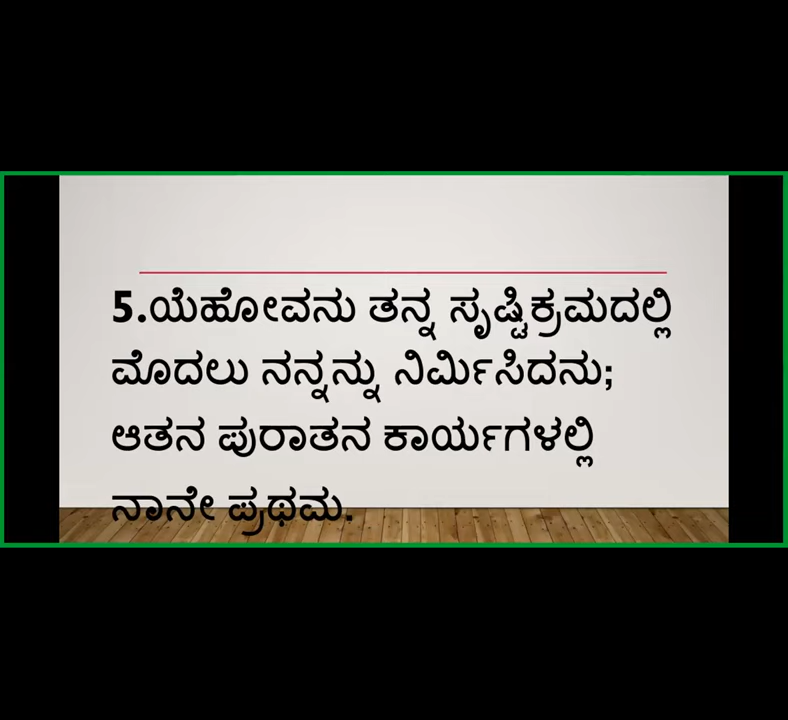 5.ಯೆಹೋವನು ತನ್ನ ಸೃಷ್ಟಿಕ್ರಮದಲ್ಲಿ
ಮೊದಲು ನನ್ನನ್ನು ನಿರ್ಮಿಸಿದನು;
ಆತನ ಪುರಾತನ ಕಾರ್ಯಗಳಲ್ಲಿ
ನಾನೇ ಪ್ರಥಮ.